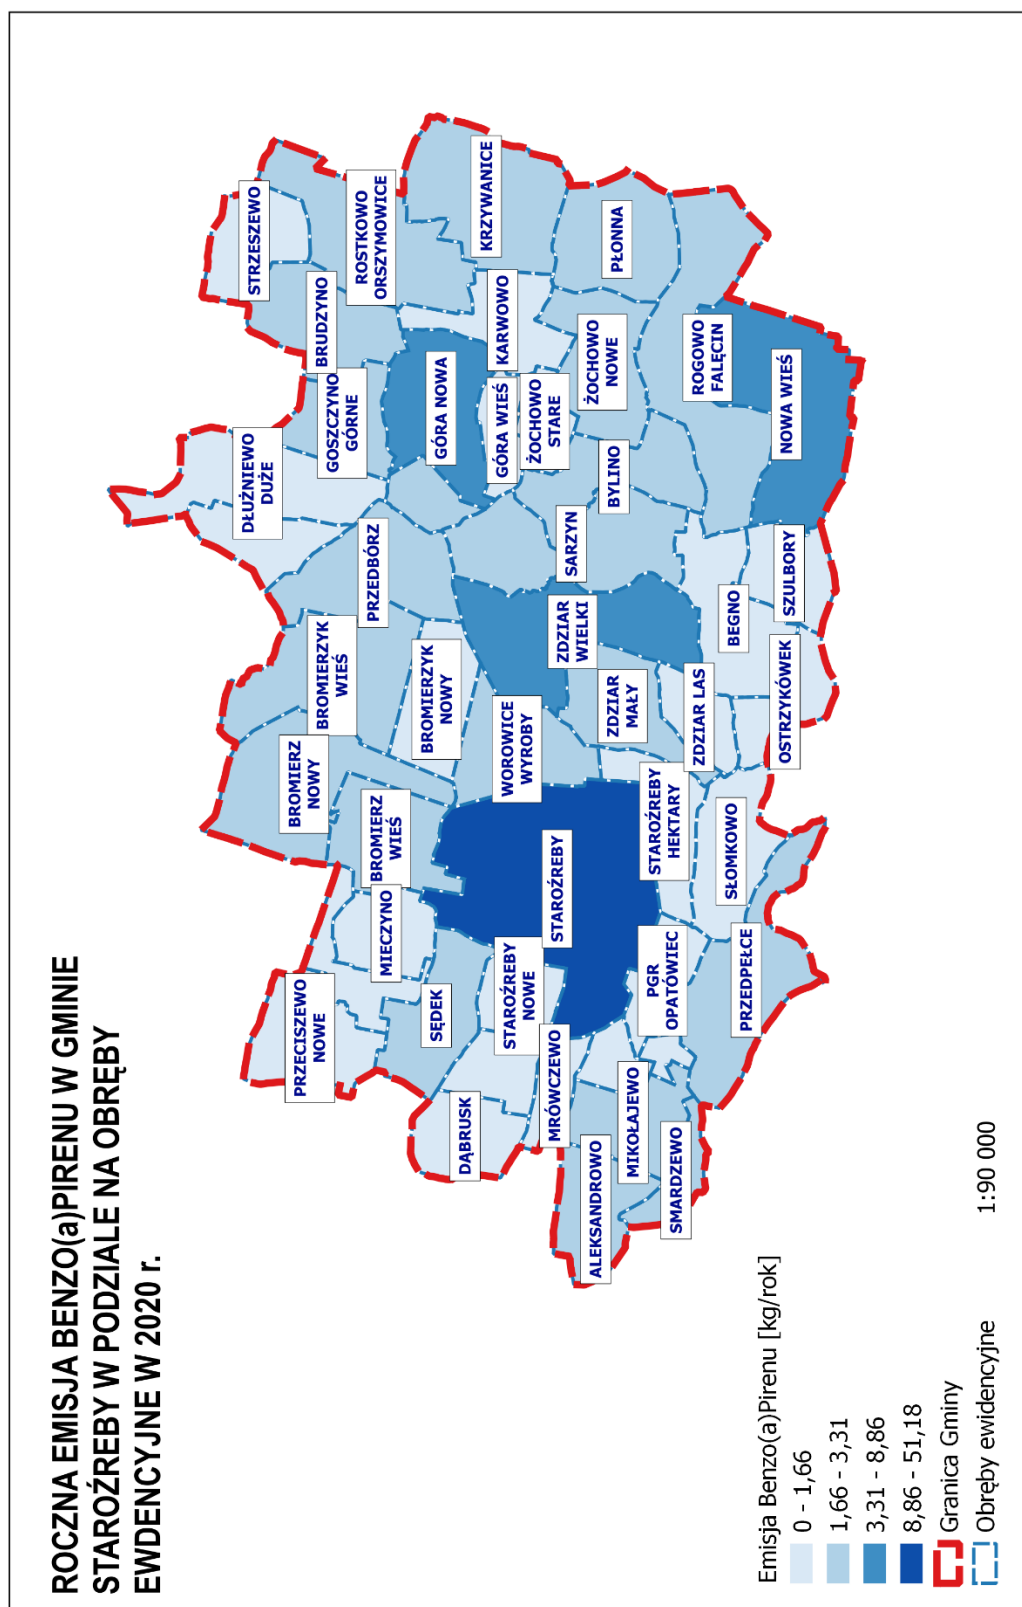 ROCZNA EMISJA BENZO(a)PIRENU W GMINIE
STAROŹREBY W PODZIALE NA OBRĘBY
EWDENCYJNE W 2020 r.
STRZESZEWO
BRUDZYNO
ROSTKOWO
ORSZYMOWICE
KRZYWANICE
DŁUŻNIEWO
DUŻE
GOSZCZYNO
GÓRNE
GÓRA NOWA
KARWOWO
GÓRA WIEŚ
ŻOCHOWO
STARE
ŻOCHOWO
NOWE
PŁONNA
ROGOWO
FALĘCIN
NOWA WIEŚ
BYLINO
SARZYN
PRZEDBÓRZ
BROMIERZYK
WIEŚ
BROMIERZYK
NOWY
BROMIERZ
NOWY
BROMIERZ
WIEŚ
ZDZIAR
WIELKI
ZDZIAR
MAŁY
ZDZIAR LAS
BEGNO
SZULBORY
OSTRZYKÓWEK
WOROWICE
WYROBY
STAROŹREBY
HEKTARY
SŁOMKOWO
STAROŹREBY
MIECZYNO
PRZECISZEWO
NOWE
SĘDEK
STAROŹREBY
NOWE
PGR
OPATÓWIEC
PRZEDPEŁCE
DĄBRUSK
MRÓWCZEWO
MIKOŁAJEWO
ALEKSANDROWO
SMARDZEWO
Emisja Benzo(a)Pirenu [kg/rok]
0 - 1,66
1,66 - 3,31
3,31 - 8,86
8,86 - 51,18
Granica Gminy
Obręby ewidencyjne
1:90 000